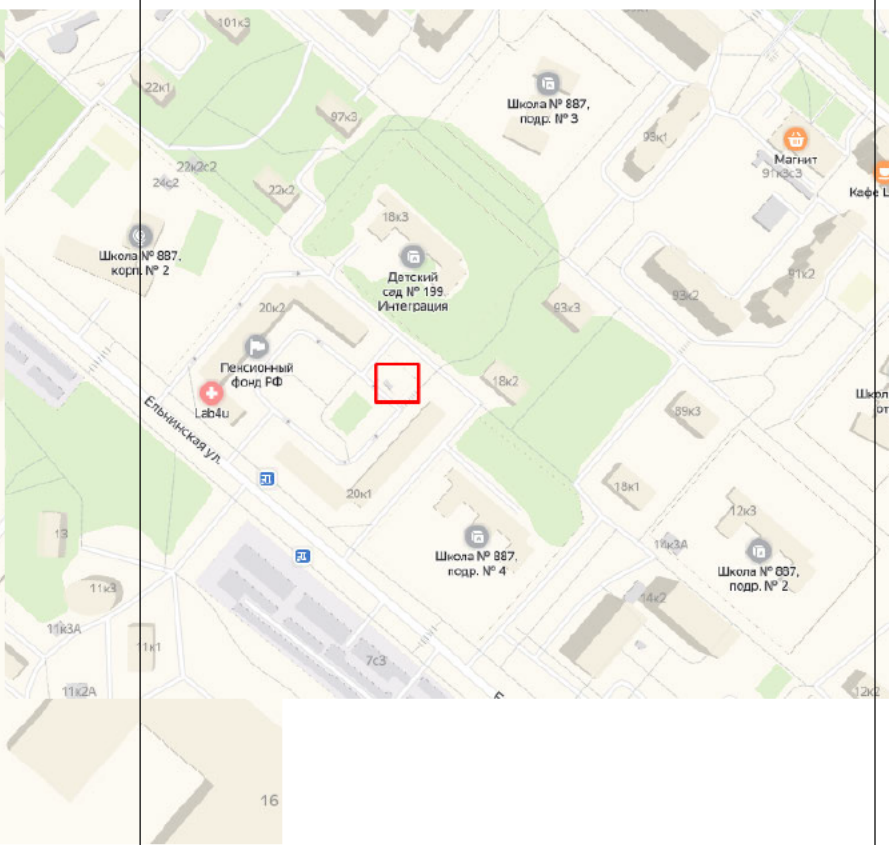 101к3
22к1
97к3
Школа № 887,
подр. № 3
93к1
Магнит
91к3с3
Кафе
22к2с2
24с2
22к2
18к3
Школа № 887,
корп. № 2
Детский
сад № 199.
Интеграция
91к2
93к2
93к3
20к2
Пенсионный
фонд РФ
Lab4u
18к2
89к3
Ельнинская ул.
20к1
18к1
12к3
13
Школа № 887,
подр. № 4
14к3А
Школа № 887,
подр. № 2
11к3
14к2
11к3А
11к1
7с3
11к2А
12к2
16